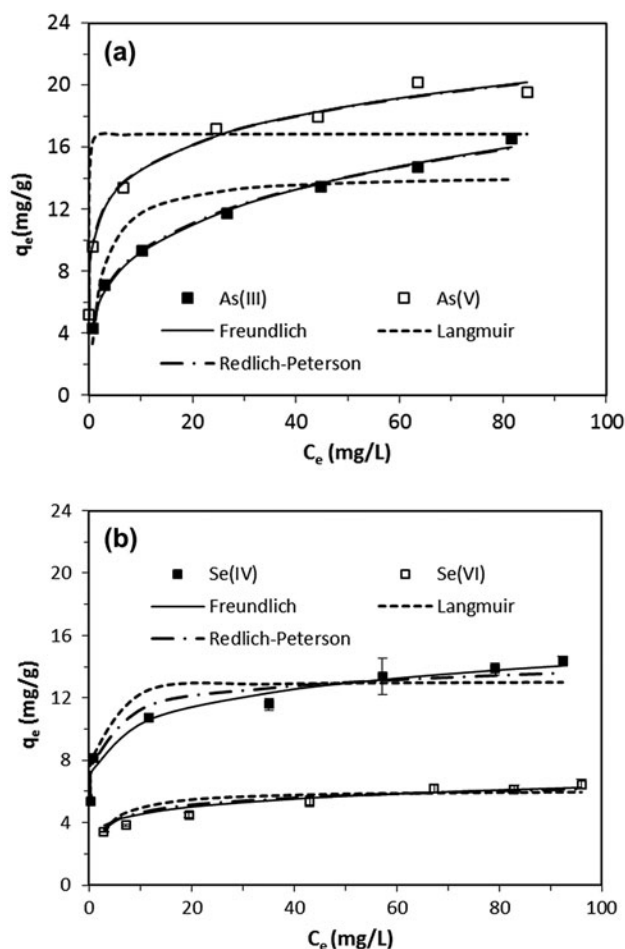 24
(a)
20
16
12
8
4
0
qe(mg/g)
As(III) As(V)
Freundlich Langmuir
Redlich-Peterson
0 20 40 60 80 100
Ce (mg/L)
24
(b)
20
16
12
8
4
0
qe (mg/g)
Se(IV) Se(VI)
Freundlich Langmuir
Redlich-Peterson
0 20 40 60 80 100
Ce (mg/L)